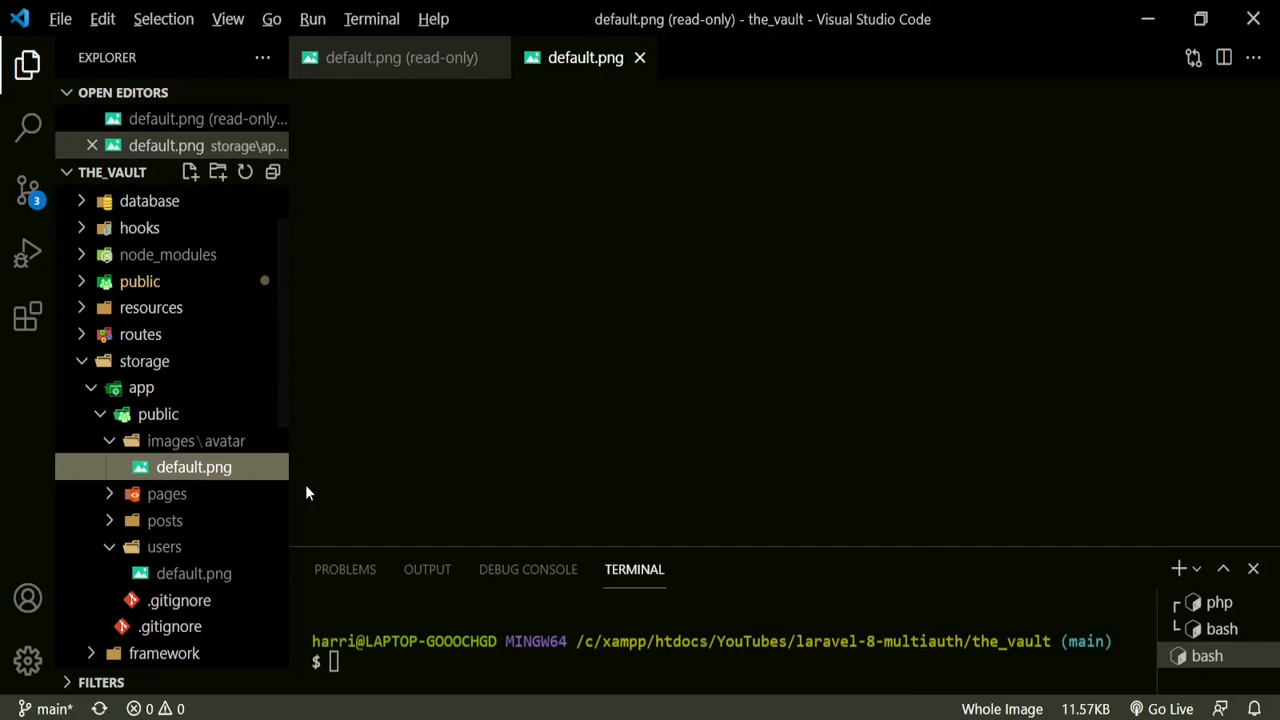 File Edit Selection View Go Run Terminal Help default.png (read-only) - the_vault - Visual Studio Code
EXPLORER
default.png (read-only) default.png
OPEN EDITORS
default.png (read-only...
default.png storage\ap...
THE_VAULT
database
hooks
3
node_modules
public
resources
routes
storage
app
public
images\avatar
default.png
pages
posts
users
default.png
.gitignore
.gitignore
framework
FILTERS
PROBLEMS OUTPUT DEBUG CONSOLE TERMINAL
harri@LAPTOP-GOOOCHGD MINGW64 /c/xampp/htdocs/YouTubes/laravel-8-multiauth/the_vault (main)
$
php
bash
bash
main* 0 0 Whole Image 11.57KB Go Live